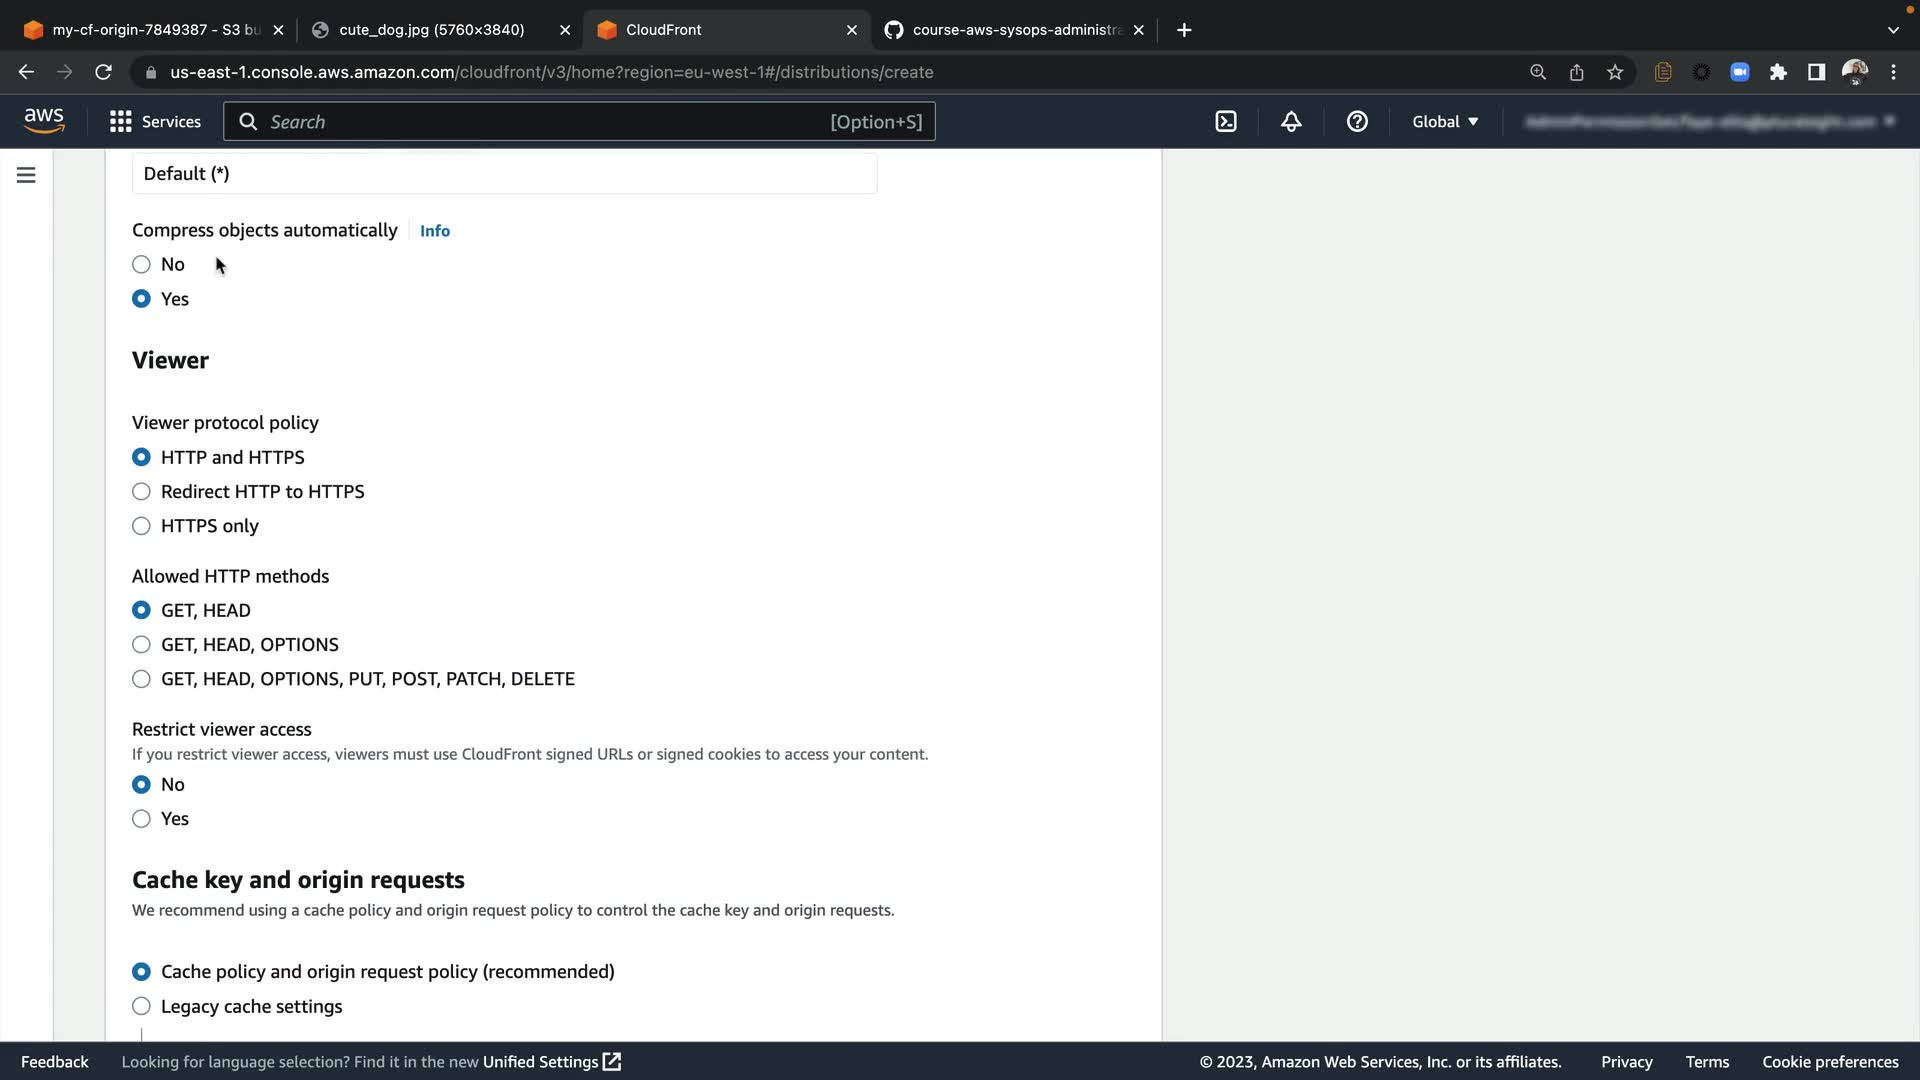 my-cf-origin-7849387 - S3 bu
cute_dog.jpg (5760×3840)
CloudFront
course-aws-sysops-administra
us-east-1.console.aws.amazon.com/cloudfront/v3/home?region=eu-west-1#/distributions/create
aws
Services
Search
[Option+S]
Global
Default (*)
Compress objects automatically
Info
No
Yes
Viewer
Viewer protocol policy
HTTP and HTTPS
Redirect HTTP to HTTPS
HTTPS only
Allowed HTTP methods
GET, HEAD
GET, HEAD, OPTIONS
GET, HEAD, OPTIONS, PUT, POST, PATCH, DELETE
Restrict viewer access
If you restrict viewer access, viewers must use CloudFront signed URLs or signed cookies to access your content.
No
Yes
Cache key and origin requests
We recommend using a cache policy and origin request policy to control the cache key and origin requests.
Cache policy and origin request policy (recommended)
Legacy cache settings
Feedback
Looking for language selection? Find it in the new Unified Settings
© 2023, Amazon Web Services, Inc. or its affiliates.
Privacy
Terms
Cookie preferences